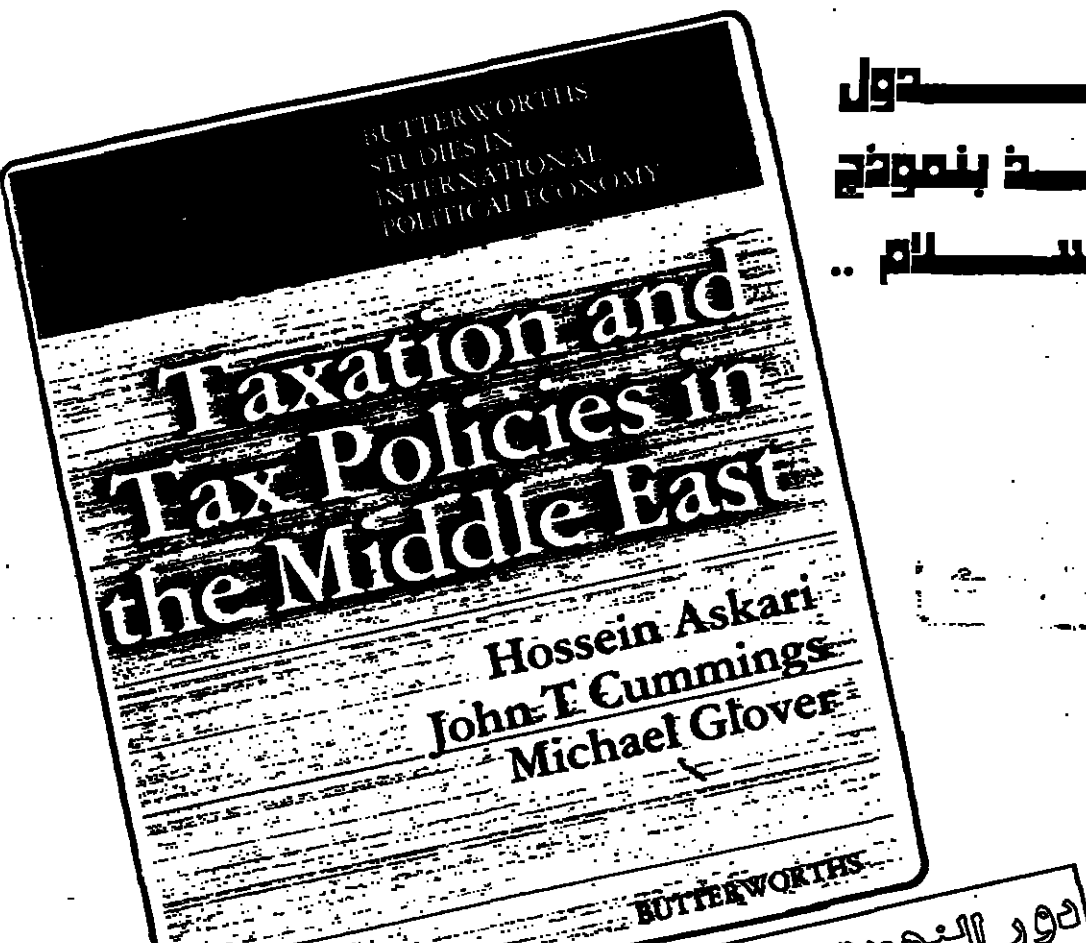 BUTTERWORTHS
STUDIES IN
INTERNATIONAL
POLITICAL ECONOMY
Taxation and
Tax Policies in
the Middle East
Hossein Askari
John T Cummings
Michael Glover
BUTTERWORTHS
دول
بنموذج
..
دور